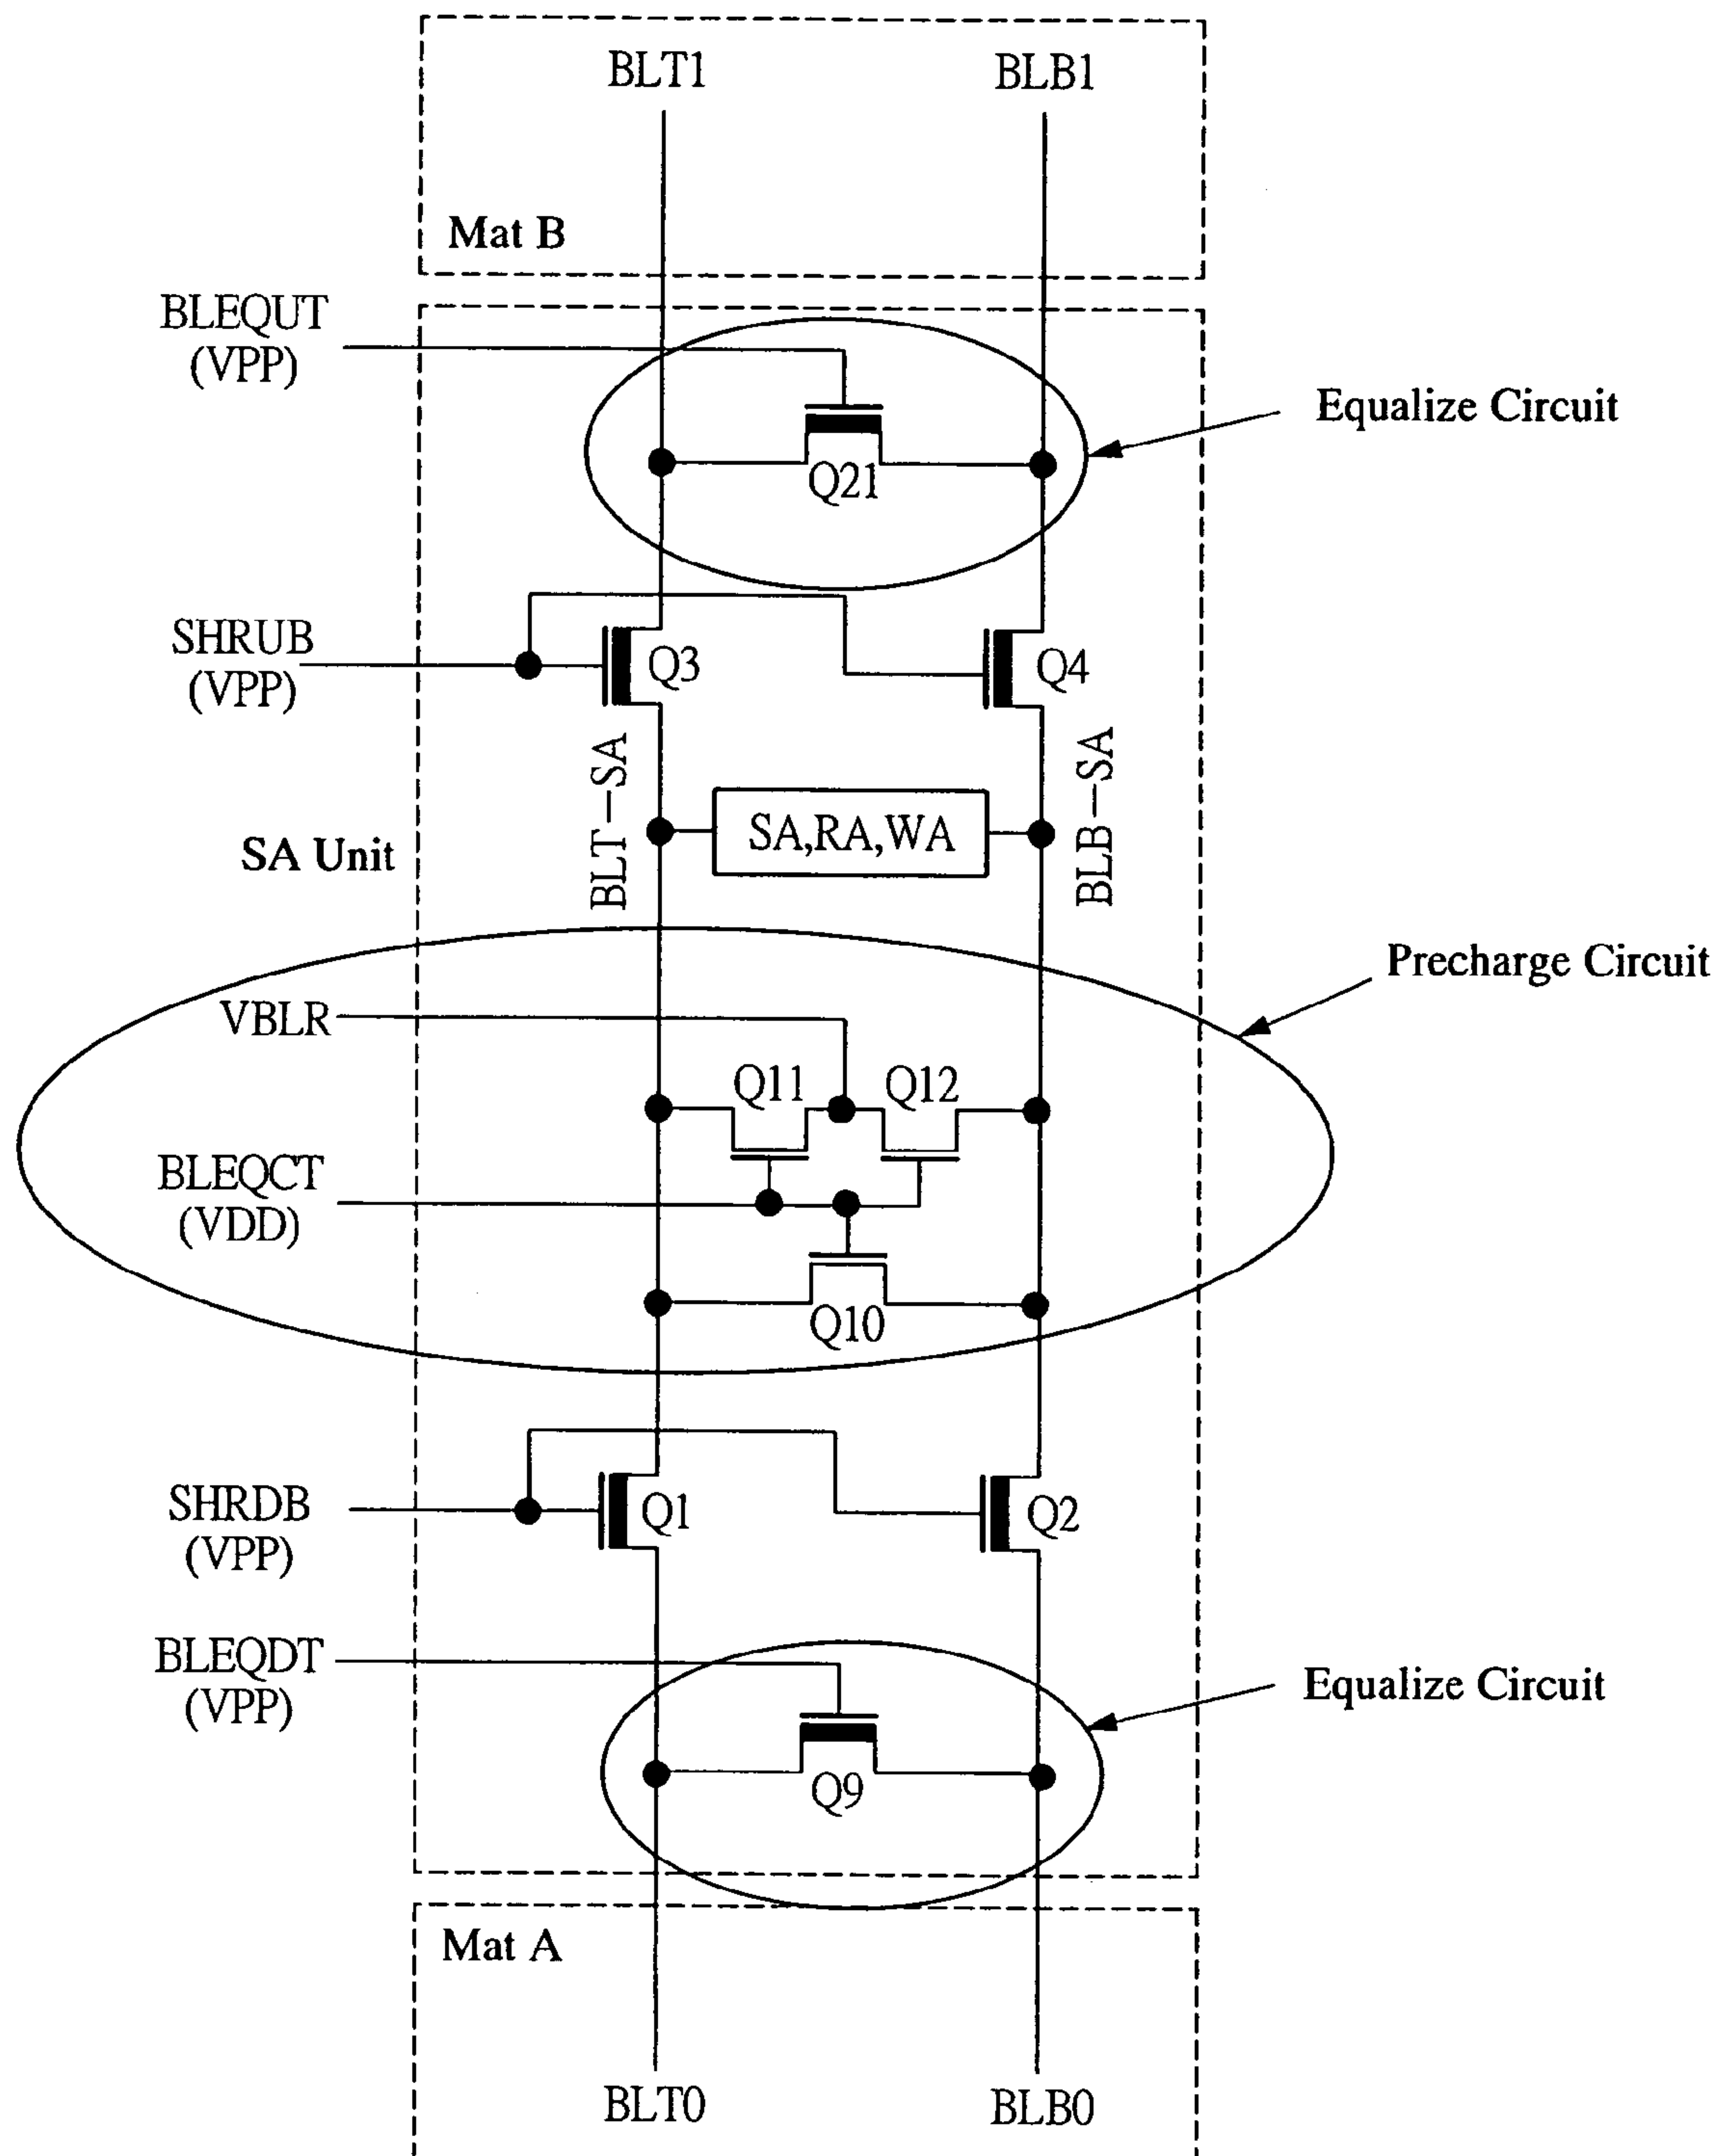 BLT1
BLB1
Mat B
BLEQUT
(VPP)
Equalize Circuit
Q21
SHRUB
(VPP)
Q3
Q4
BLT-SA
BLB-SA
SA,RA,WA
SA Unit
Precharge Circuit
VBLR
Q11
Q12
BLEQCT
(VDD)
Q10
SHRDB
(VPP)
Q1
Q2
BLEQDT
(VPP)
Equalize Circuit
Q9
Mat A
BLT0
BLB0